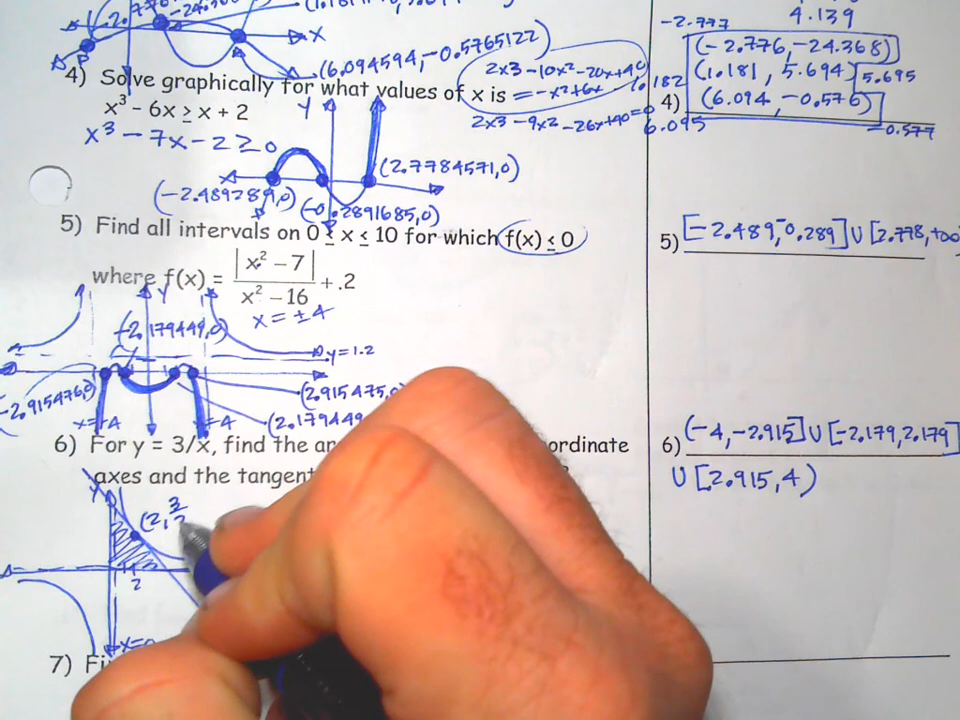 -2.777
4.139
(-2.776, -24.368)
(1.181, 5.694) 5.695
4) (6.094, -0.576)
6.095
-0.577
X
(6.094594, -0.5765122)
4) Solve graphically for what values of x is
2x3-10x²-20x+40
= -x²+6x
x³ - 6x ≥ x + 2
2x3-9x²-26x+90=0
x³ - 7x - 2 ≥ 0
Y
(2.7784571,0)
(-2.489289,0)
(-0.2891685,0)
5) Find all intervals on 0 ≤ x ≤ 10 for which f(x) ≤ 0
5) [-2.489,-0.289] U [2.778,+∞)
where f(x) = |x² - 7| / x² - 16 + .2
x = ±4
Y
(-2.179449,0)
y=1.2
-2.915476,0)
(2.915475,0)
x=-4
x=4
(2.179449
6) For y = 3/x, find the ordinate
6) (-4,-2.915] U [-2.179,2.179]
axes and the tangent
U [2.915,4)
Y
(2,3
2
7)